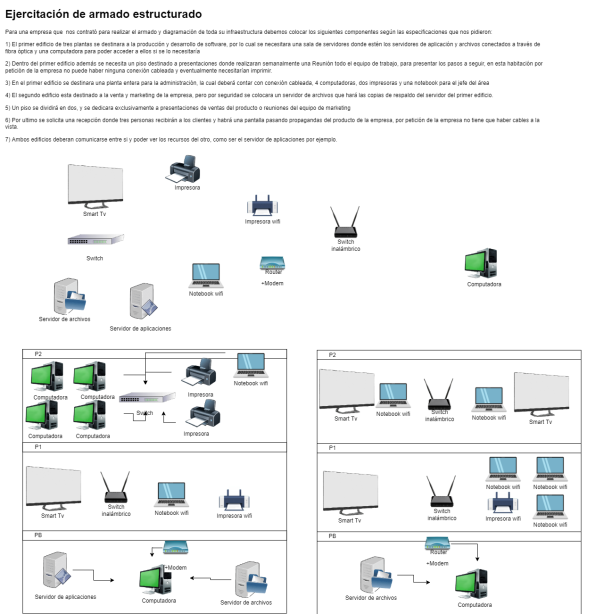 Ejercitación de armado estructurado
Para una empresa que nos contrató para realizar el armado y diagramación de toda su infraestructura debemos colocar los siguientes componentes según las especificaciones que nos pidieron:
1) El primer edificio de tres plantas se destinara a la producción y desarrollo de software, por lo cual se necesitara una sala de servidores donde estén los servidores de aplicación y archivos conectados a través de
fibra óptica y una computadora para poder acceder a ellos si se lo necesitaría
2) Dentro del primer edificio además se necesita un piso destinado a presentaciones donde realizaran semanalmente una Reunión todo el equipo de trabajo, para presentar los pasos a seguir, en esta habitación por
petición de la empresa no puede haber ninguna conexión cableada y eventualmente necesitarían imprimir.
3) En el primer edificio se destinara una planta entera para la administración, la cual deberá contar con conexión cableada, 4 computadoras, dos impresoras y una notebook para el jefe del área
4) El segundo edificio esta destinado a la venta y marketing de la empresa, pero por seguridad se colocara un servidor de archivos que hará las copias de respaldo del servidor del primer edificio.
5) Un piso se dividirá en dos, y se dedicara exclusivamente a presentaciones de ventas del producto o reuniones del equipo de marketing
6) Por ultimo se solicita una recepción donde tres personas recibirán a los clientes y habrá una pantalla pasando propagandas del producto de la empresa, por petición de la empresa no tiene que haber cables a la
vista.
7) Ambos edificios deberían comunicarse entre si y poder ver los recursos del otro, como ser el servidor de aplicaciones por ejemplo.
Impresora
Smart Tv
Impresora wifi
Switch
inalámbrico
Switch
Router
+Modem
Notebook wifi
Computadora
Servidor de archivos
Servidor de aplicaciones
P2
Notebook wifi
Computadora
Computadora
Impresora
Switch
Computadora
Computadora
Impresora
P1
Smart Tv
Switch
inalámbrico
Notebook wifi
Impresora wifi
PB
+Modem
Servidor de aplicaciones
Computadora
Servidor de archivos
P2
Smart Tv
Notebook wifi
Switch
inalámbrico
Notebook wifi
Smart Tv
P1
Notebook wifi
Notebook wifi
Smart Tv
Switch
inalámbrico
Impresora wifi
Notebook wifi
PB
Router
+Modem
Servidor de archivos
Computadora